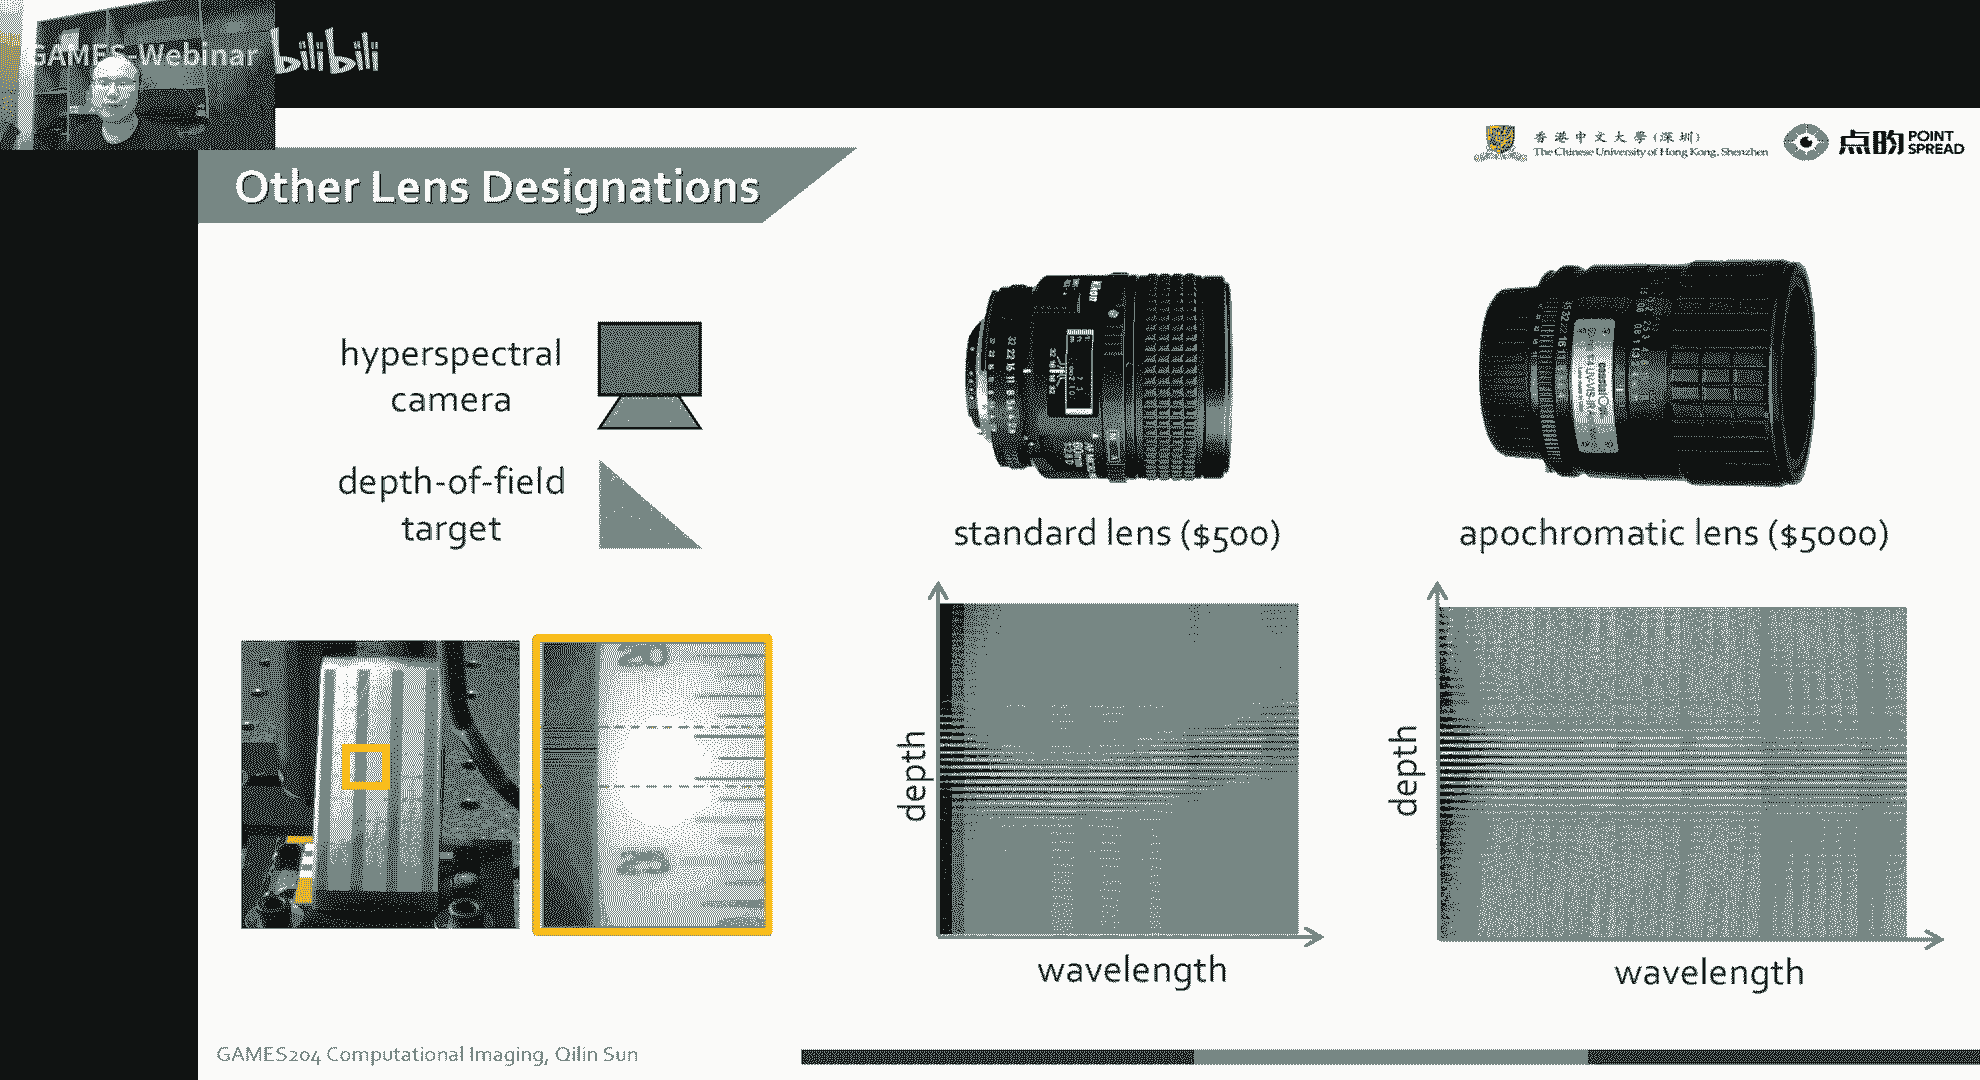 GAMES-Webinar bilibili
香港中文大學(深圳)
The Chinese University of Hong Kong, Shenzhen
点昀 POINT
SPREAD
Other Lens Designations
hyperspectral
camera
depth-of-field
target
standard lens ($500)
apochromatic lens ($5000)
20
25
depth
wavelength
depth
wavelength
GAMES204 Computational Imaging, Qilin Sun